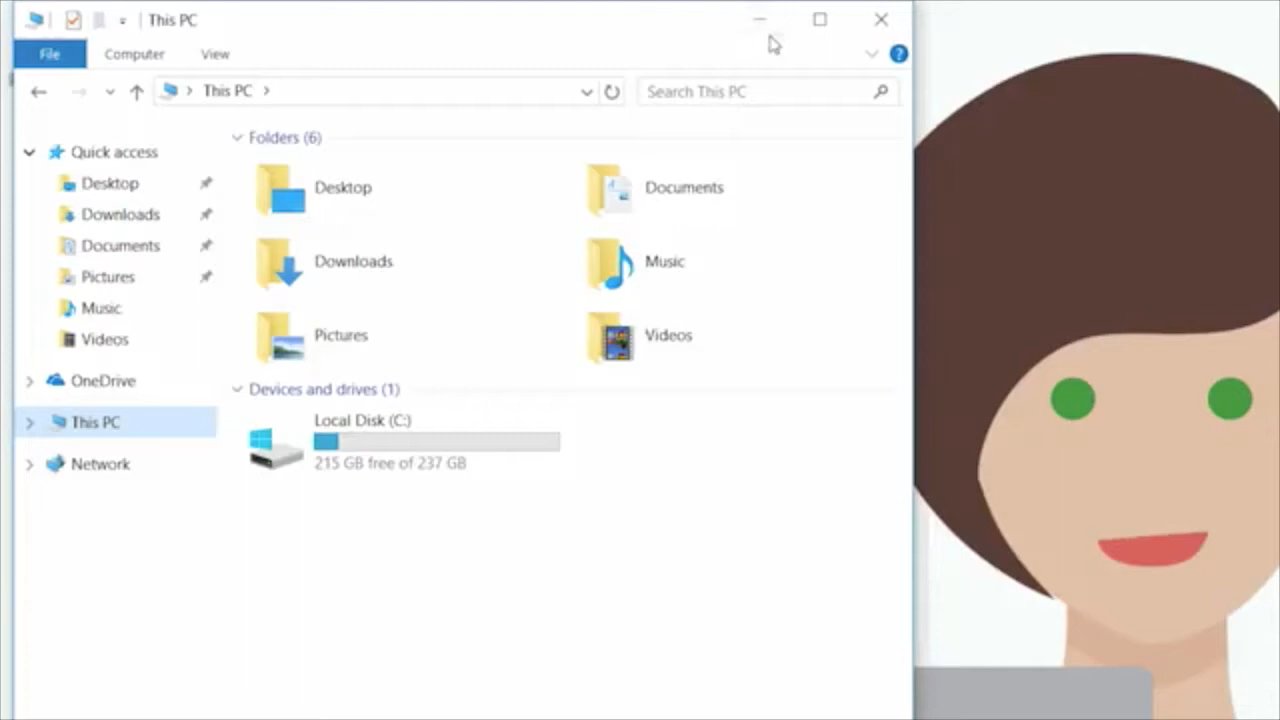 This PC
File Computer View ?
This PC Search This PC
Folders (6)
Quick access
Desktop
Downloads
Documents
Pictures
Music
Videos
OneDrive
This PC
Network
Desktop Documents
Downloads Music
Pictures Videos
Devices and drives (1)
Local Disk (C:)
215 GB free of 237 GB